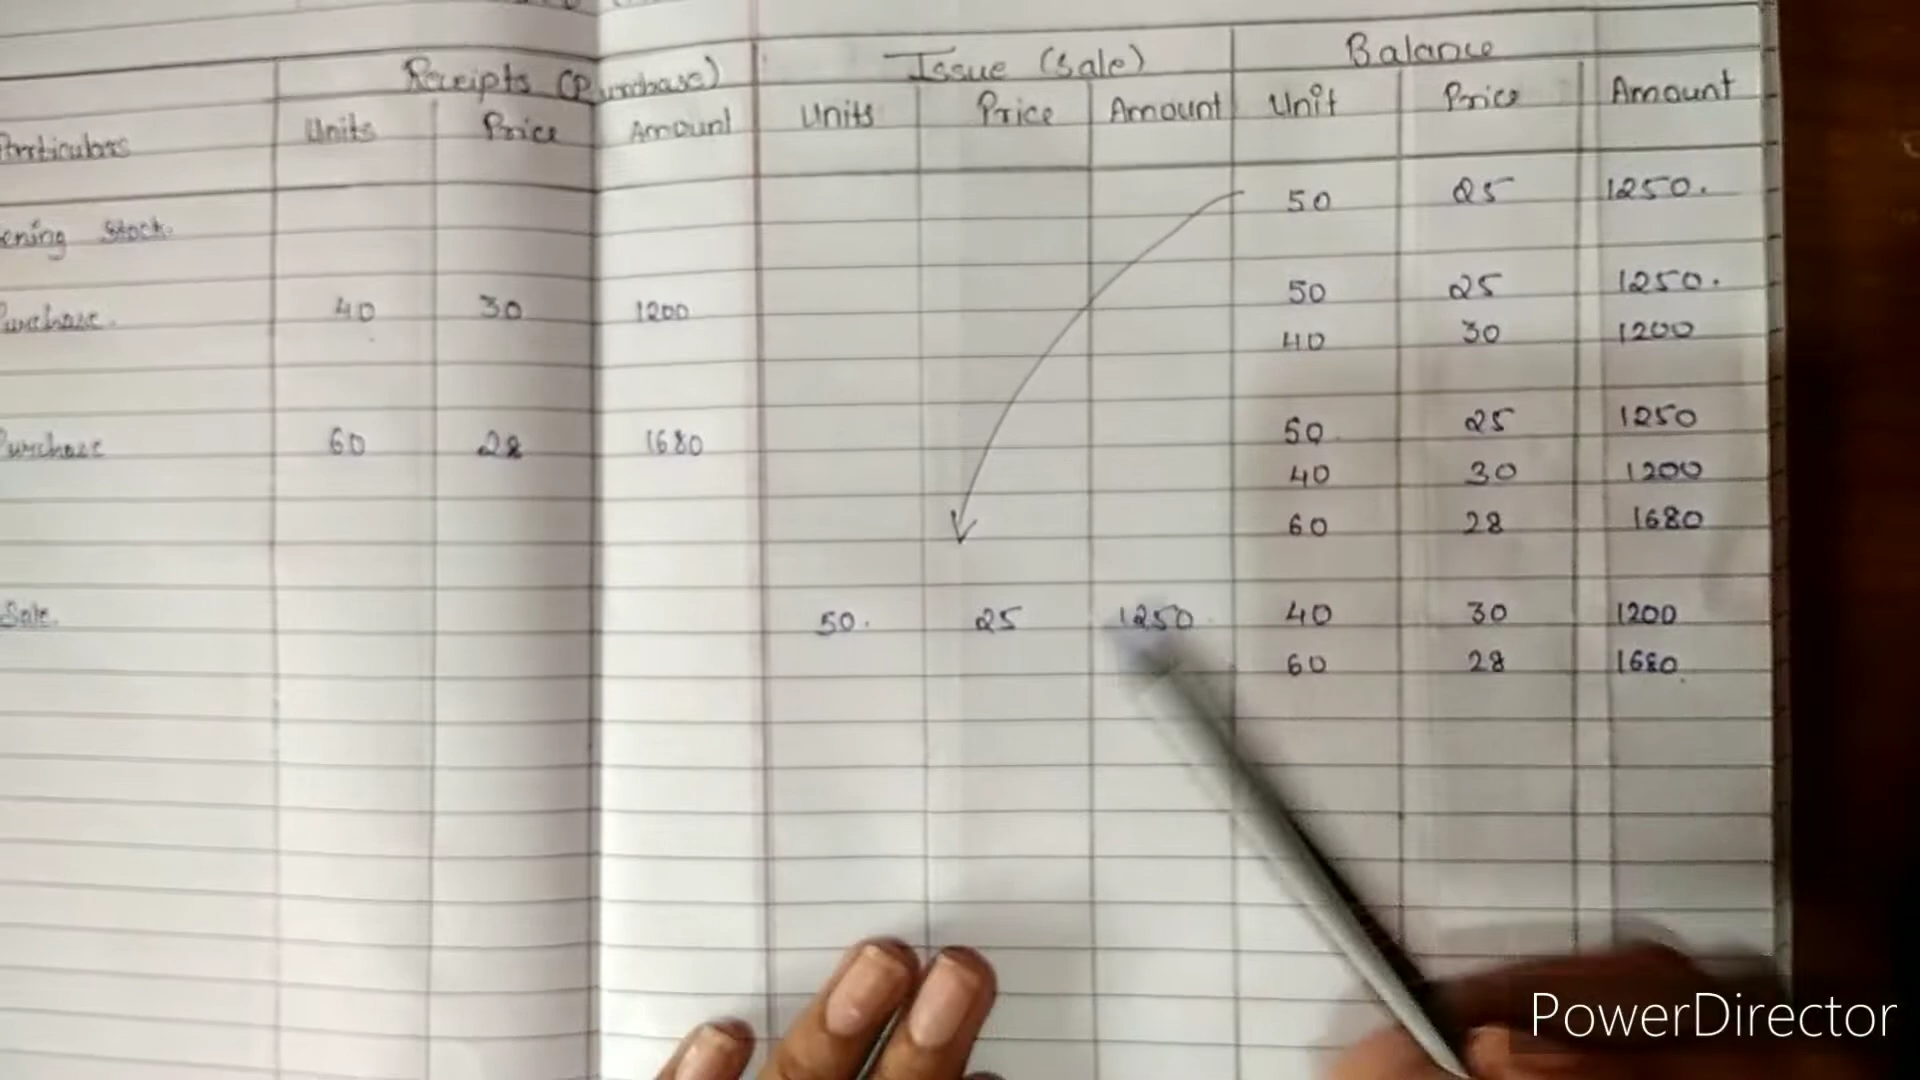 Receipts (Purchase) Issue (Sale) Balance
Particulars Units Price Amount Units Price Amount Unit Price Amount
ening Stock. 50 25 1250.
Purchase. 40 30 1200 50 25 1250.
40 30 1200
Purchase 60 28 1680 50 25 1250
40 30 1200
60 28 1680
Sale. 50. 25 1250 40 30 1200
60 28 1680.
PowerDirector